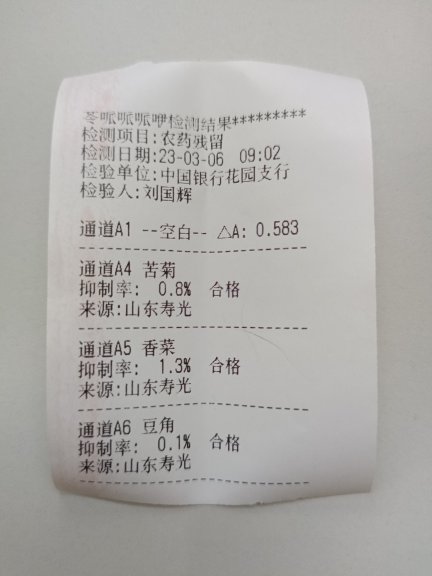 检测结果*********
检测项目:农药残留
检测日期:23-03-06 09:02
检验单位:中国银行花园支行
检验人:刘国辉
通道A1 --空白-- △A: 0.583
通道A4 苦菊
抑制率: 0.8% 合格
来源:山东寿光
通道A5 香菜
抑制率: 1.3% 合格
来源:山东寿光
通道A6 豆角
抑制率: 0.1% 合格
来源:山东寿光